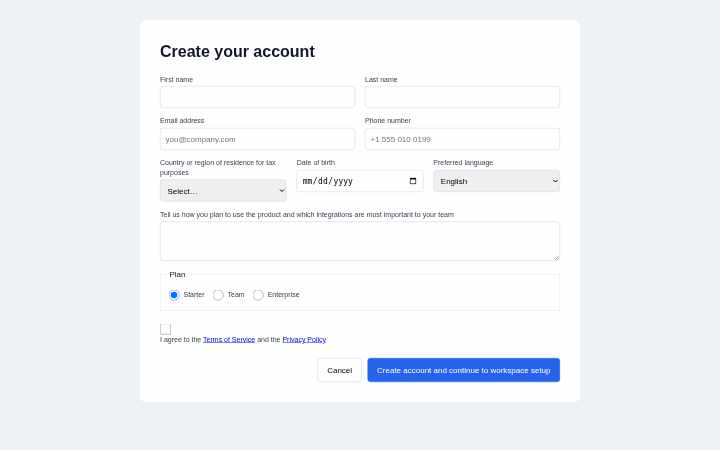 Create your account
First name
Last name
Email address
Phone number
you@company.com
+1 555 010 0199
Country or region of residence for tax
purposes
Date of birth
Preferred language
Select...
mm/dd/yyyy
English
Tell us how you plan to use the product and which integrations are most important to your team
Plan
Starter
Team
Enterprise
I agree to the Terms of Service and the Privacy Policy
Cancel
Create account and continue to workspace setup